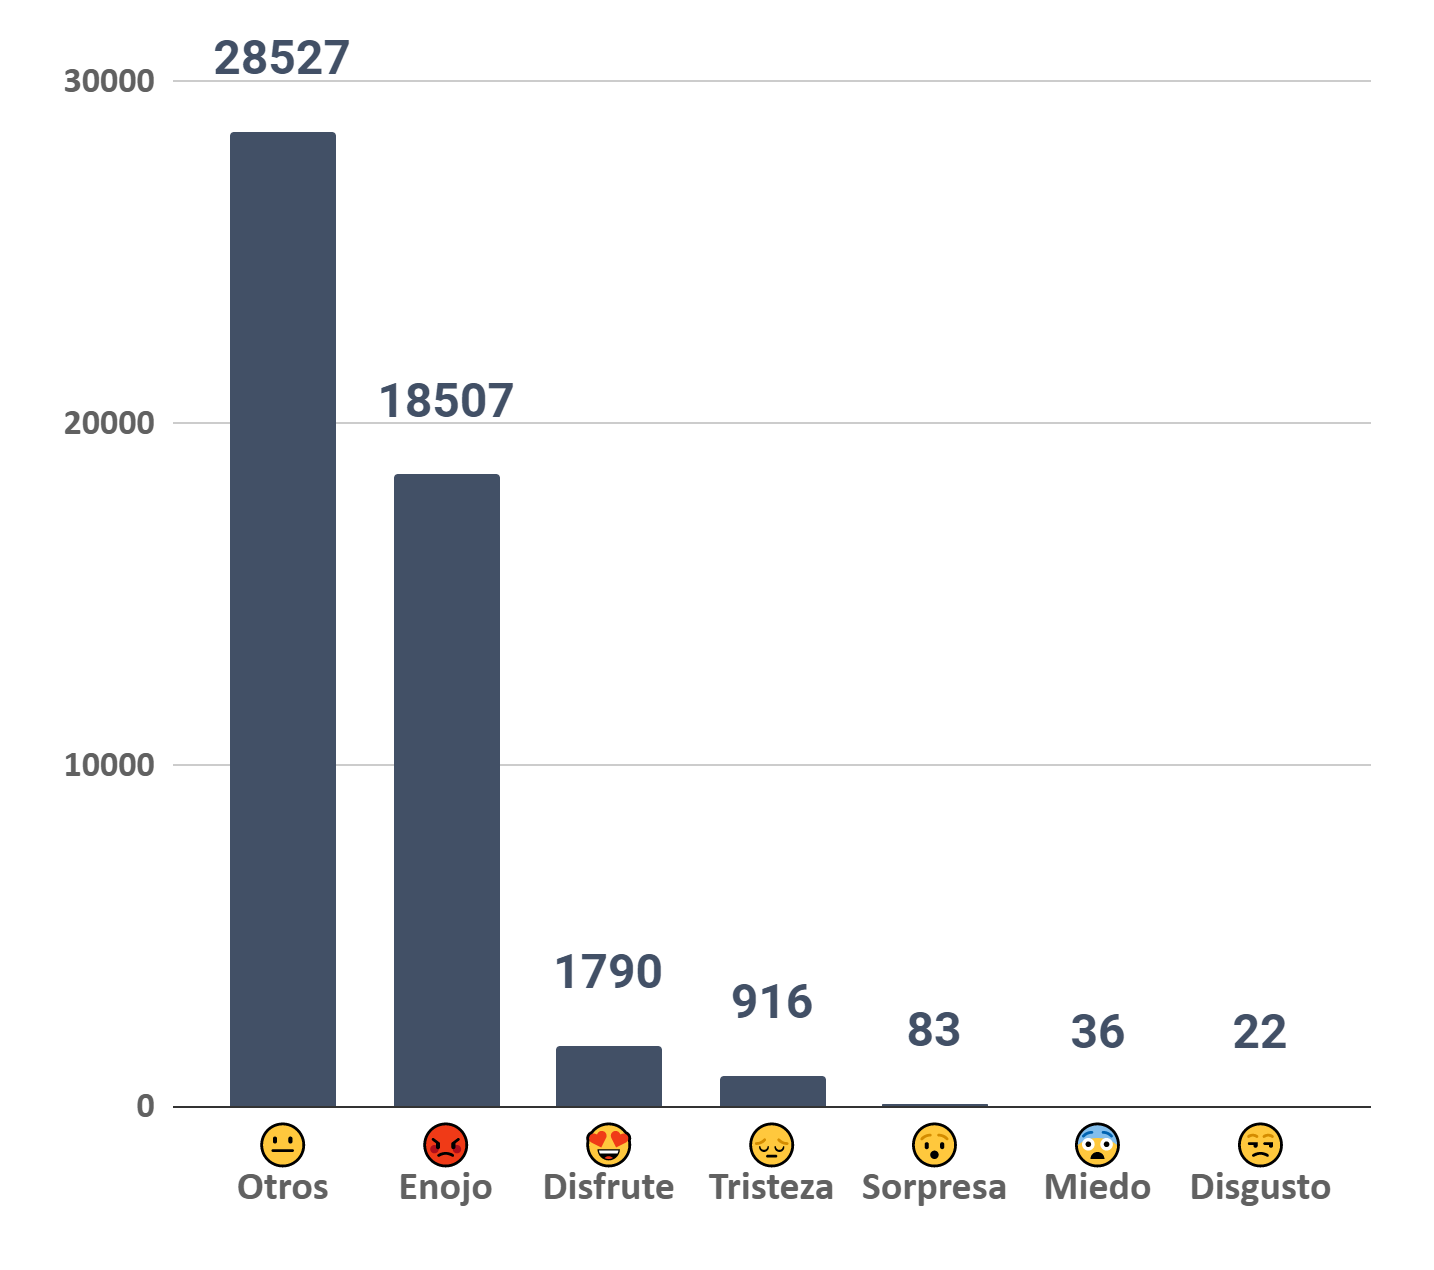 28527
30000
18507
20000
10000
1790
916
83
36
22
0
Otros
Enojo
Disfrute
Tristeza
Sorpresa
Miedo
Disgusto